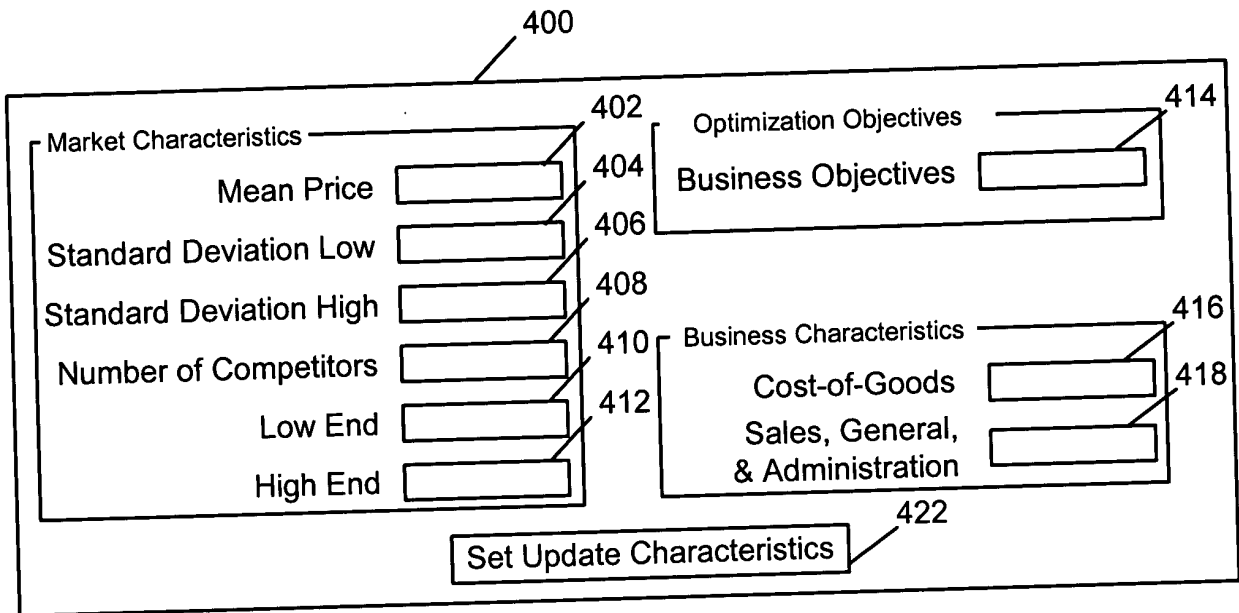 400
Market Characteristics
402
Mean Price
404
Standard Deviation Low
406
Standard Deviation High
408
Number of Competitors
410
Low End
412
High End
Optimization Objectives
414
Business Objectives
Business Characteristics
416
Cost-of-Goods
418
Sales, General,
& Administration
422
Set Update Characteristics